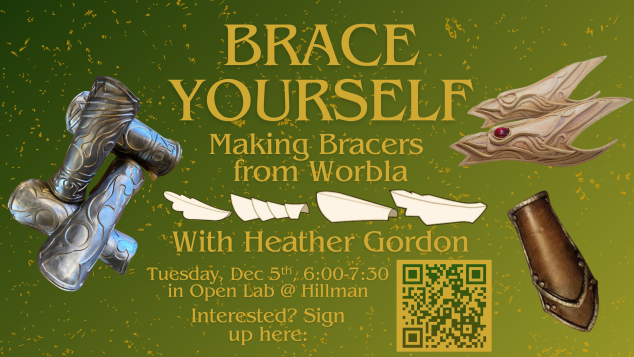 BRACE
YOURSELF
Making Bracers
from Worbla
With Heather Gordon
Tuesday, Dec 5th, 6:00-7:30
in Open Lab @ Hillman
Interested? Sign
up here: